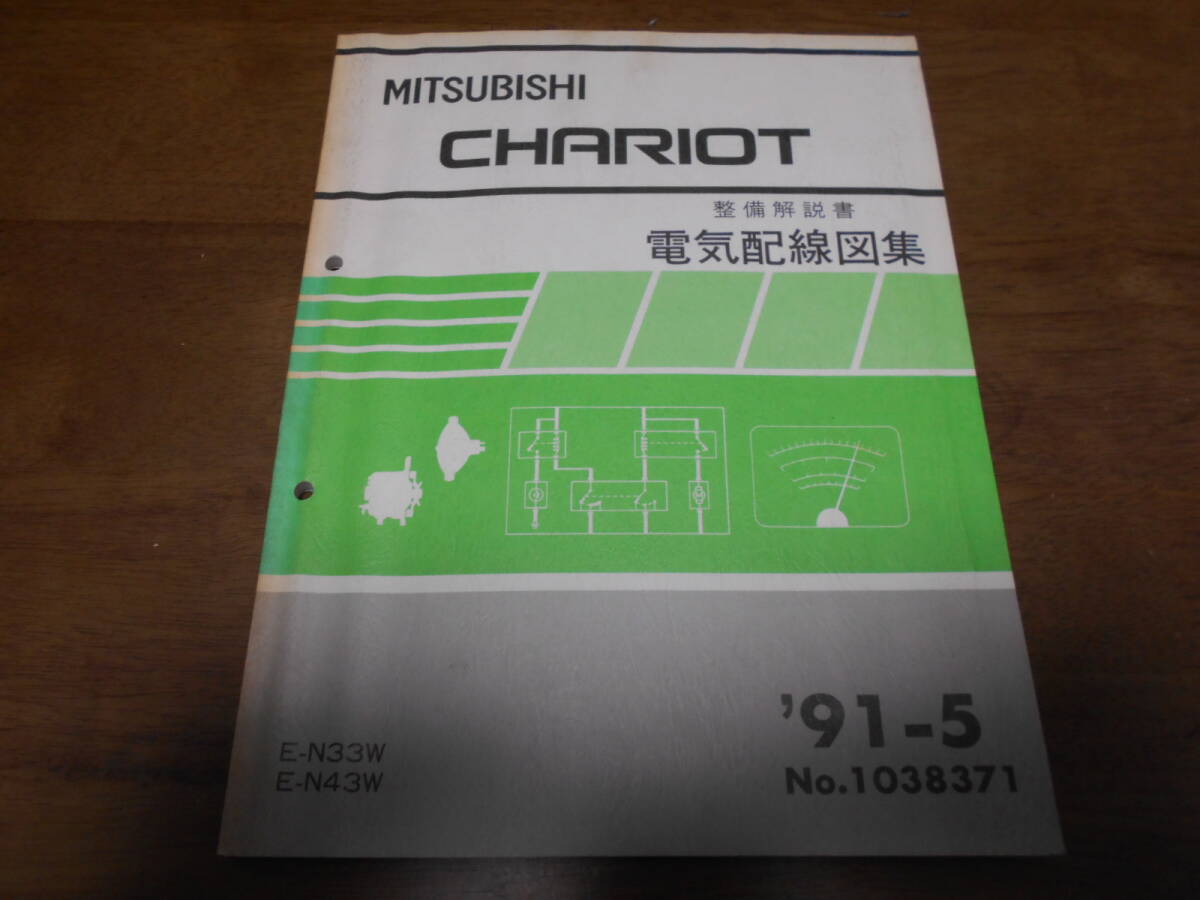 MITSUBISHI
CHARIOT
整備解説書
電気配線図集
E-N33W
E-N43W
'91-5
No.1038371